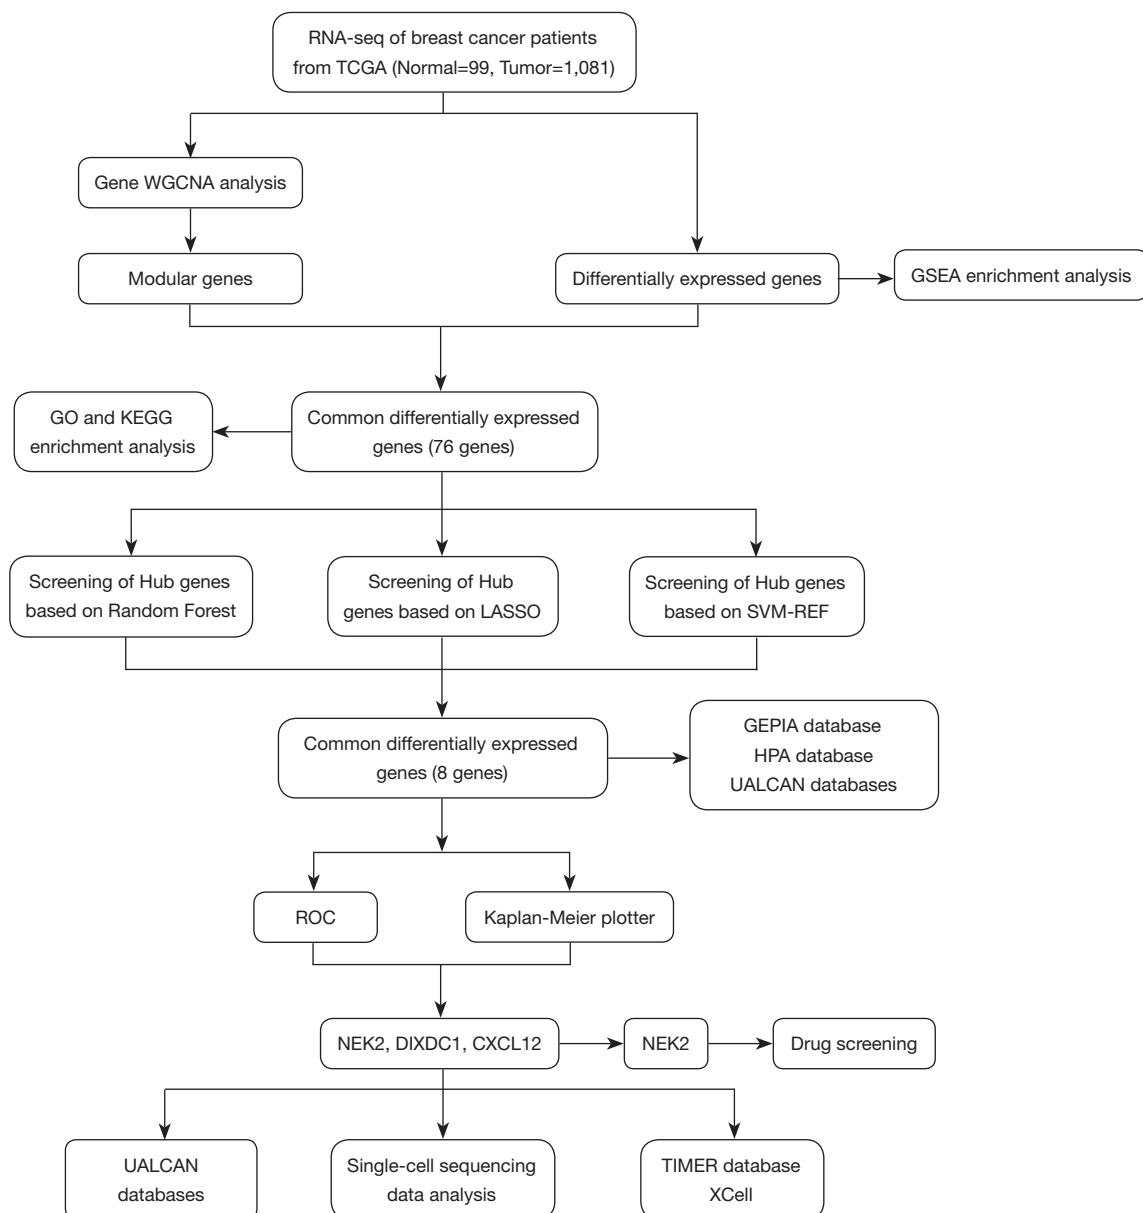 RNA-seq of breast cancer patients
from TCGA (Normal=99, Tumor=1,081)
Gene WGCNA analysis
Modular genes
Differentially expressed genes
GSEA enrichment analysis
GO and KEGG
enrichment analysis
Common differentially expressed
genes (76 genes)
Screening of Hub genes
based on Random Forest
Screening of Hub
genes based on LASSO
Screening of Hub genes
based on SVM-REF
Common differentially expressed
genes (8 genes)
GEPIA database
HPA database
UALCAN databases
ROC
Kaplan-Meier plotter
NEK2, DIXDC1, CXCL12
NEK2
Drug screening
UALCAN
databases
Single-cell sequencing
data analysis
TIMER database
XCell